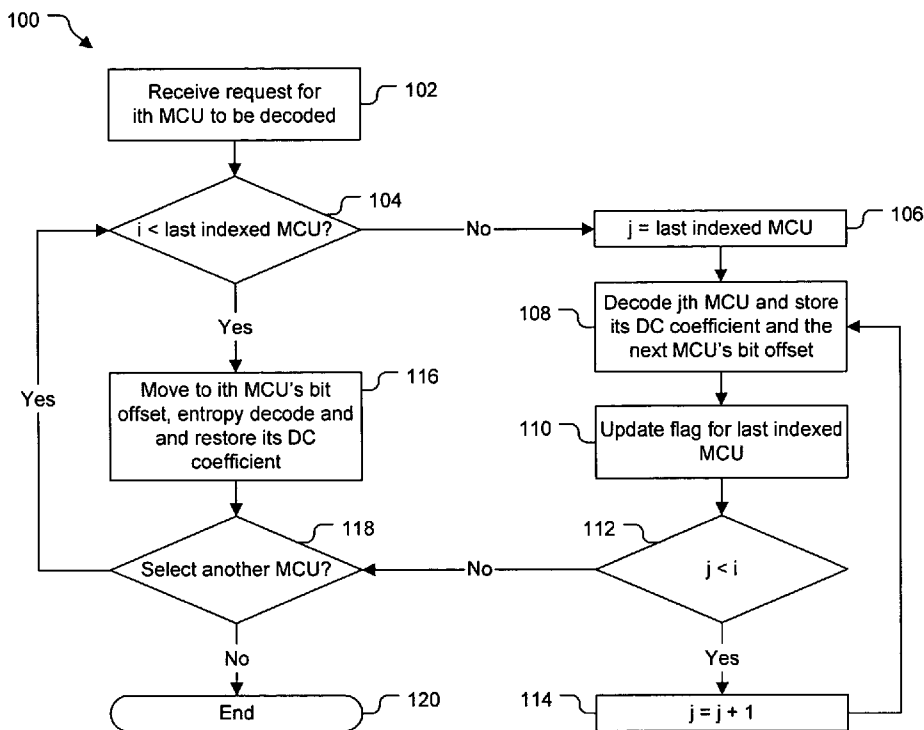 100
Receive request for
ith MCU to be decoded
102
i < last indexed MCU?
104
No
j = last indexed MCU
106
Yes
Decode jth MCU and store
its DC coefficient and the
next MCU's bit offset
108
Yes
Move to ith MCU's bit
offset, entropy decode and
and restore its DC
coefficient
116
Update flag for last indexed
MCU
110
Select another MCU?
118
No
j < i
112
No
Yes
End
120
j = j + 1
114